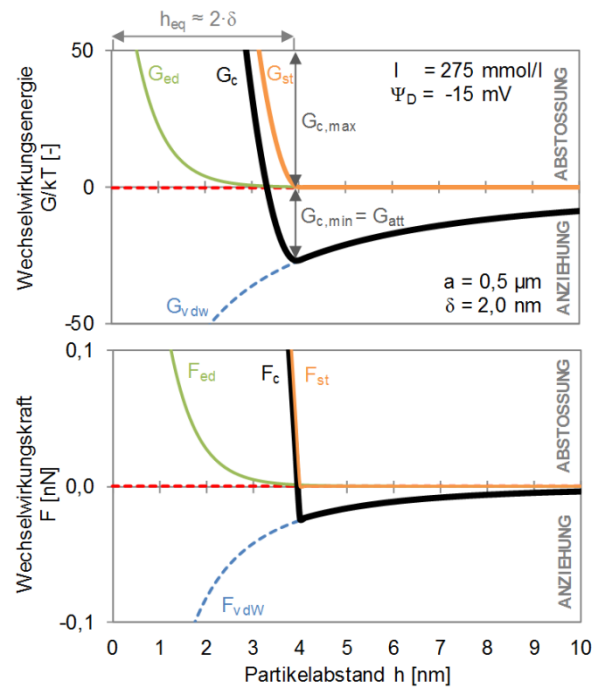 h_eq ≈ 2·δ
50
G_ed
G_c
G_st
I = 275 mmol/l
Ψ_D = -15 mV
G_c,max
ABSTOSSUNG
Wechselwirkungsenergie
G/kT [-]
0
G_c,min = G_att
G_vdw
a = 0,5 µm
δ = 2,0 nm
ANZIEHUNG
-50
0,1
F_ed
F_c
F_st
ABSTOSSUNG
Wechselwirkungskraft
F [nN]
0,0
F_vdW
ANZIEHUNG
-0,1
0 1 2 3 4 5 6 7 8 9 10
Partikelabstand h [nm]